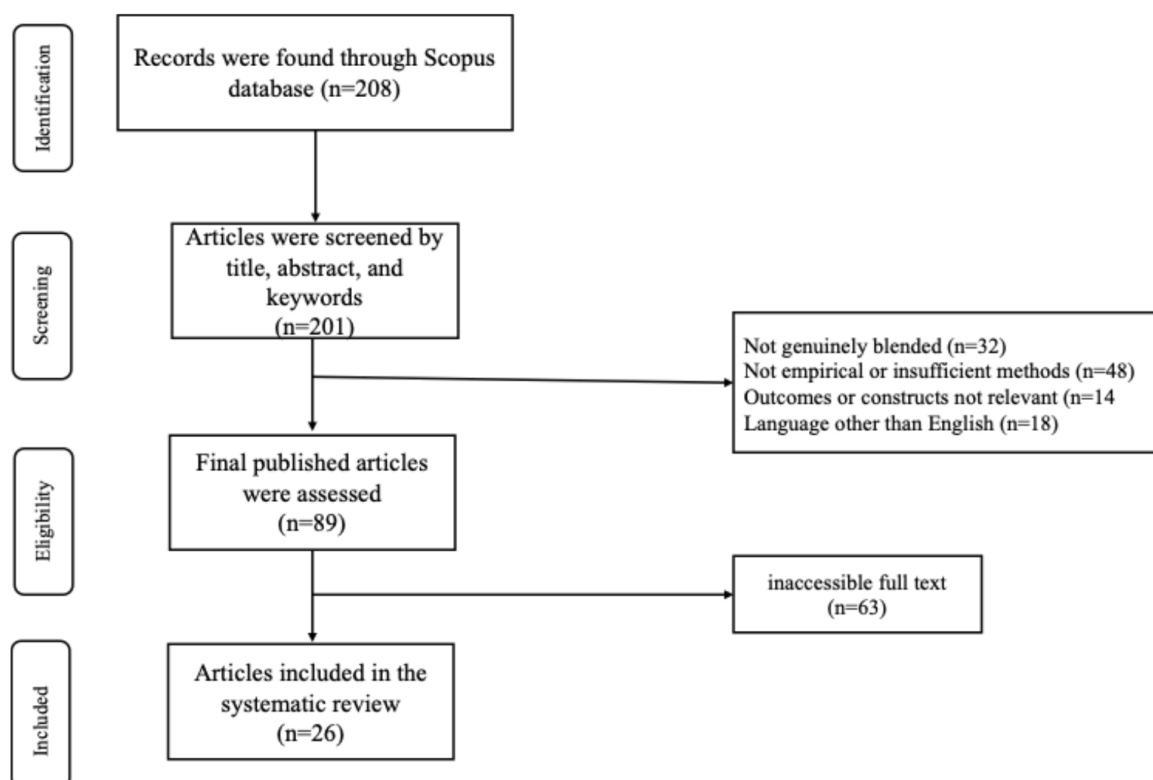 Identification
Records were found through Scopus
database (n=208)
Screening
Articles were screened by
title, abstract, and
keywords
(n=201)
Not genuinely blended (n=32)
Not empirical or insufficient methods (n=48)
Outcomes or constructs not relevant (n=14
Language other than English (n=18)
Eligibility
Final published articles
were assessed
(n=89)
inaccessible full text
(n=63)
Included
Articles included in the
systematic review
(n=26)